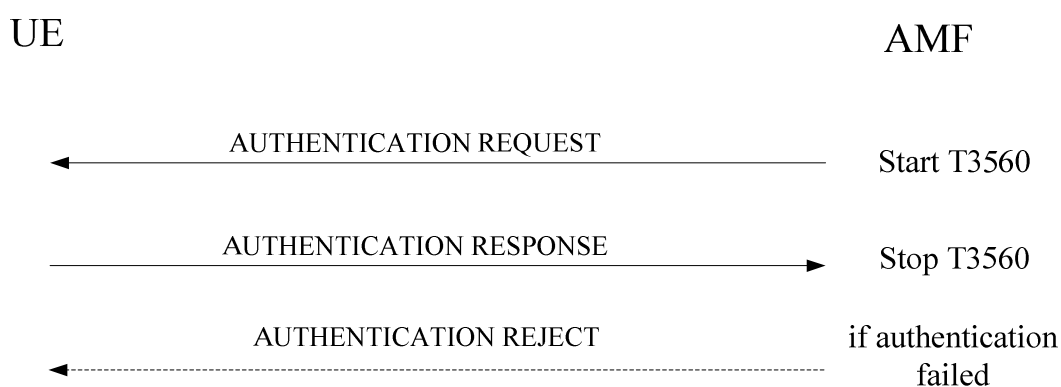 UE
AMF
AUTHENTICATION REQUEST
Start T3560
AUTHENTICATION RESPONSE
Stop T3560
AUTHENTICATION REJECT
if authentication
failed